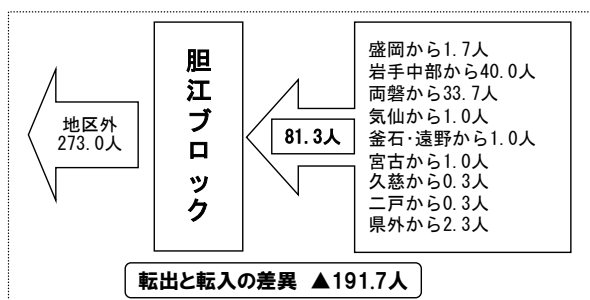 地区外
273.0人
胆江ブロック
81.3人
盛岡から1.7人
岩手中部から40.0人
両磐から33.7人
気仙から1.0人
釜石・遠野から1.0人
宮古から1.0人
久慈から0.3人
二戸から0.3人
県外から2.3人
転出と転入の差異 ▲191.7人